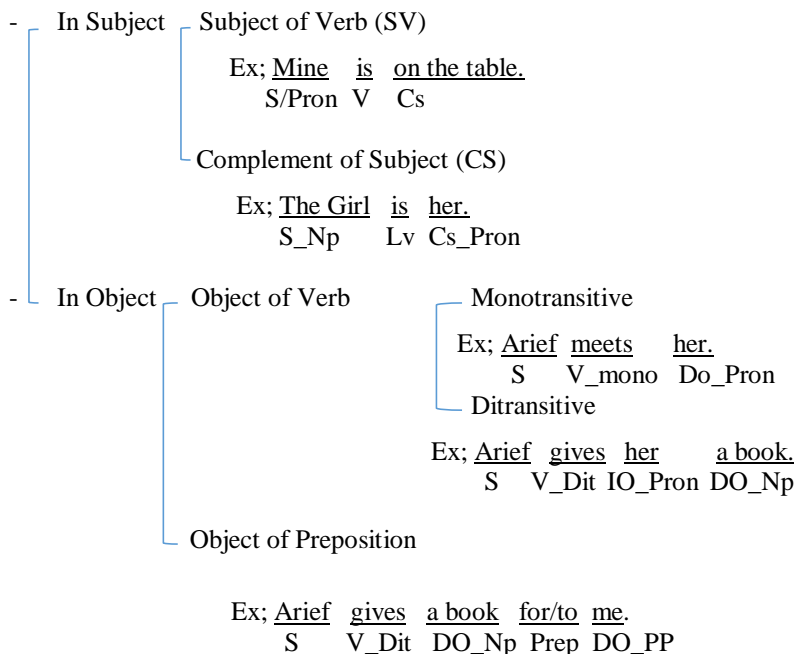 - In Subject Subject of Verb (SV)
Ex; Mine is on the table.
S/Pron V Cs
Complement of Subject (CS)
Ex; The Girl is her.
S_Np Lv Cs_Pron
- In Object Object of Verb Monotransitive
Ex; Arief meets her.
S V_mono Do_Pron
Ditransitive
Ex; Arief gives her a book.
S V_Dit IO_Pron DO_Np
Object of Preposition
Ex; Arief gives a book for/to me.
S V_Dit DO_Np Prep DO_PP